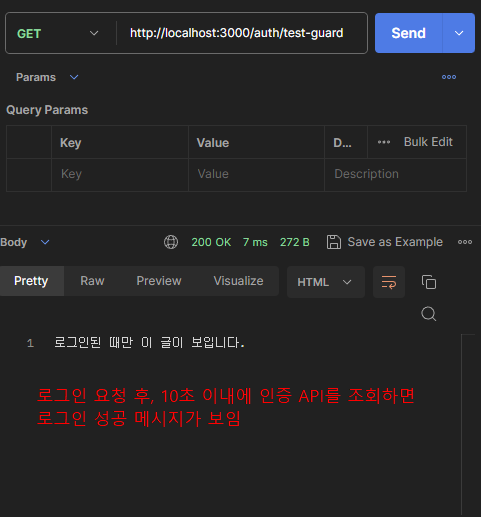 GET http://localhost:3000/auth/test-guard Send
Params
Query Params
Key Value D... Bulk Edit
Key Value Description
Body 200 OK 7 ms 272 B Save as Example
Pretty Raw Preview Visualize HTML
1 로그인된 때만 이 글이 보입니다.
로그인 요청 후, 10초 이내에 인증 API를 조회하면
로그인 성공 메시지가 보임